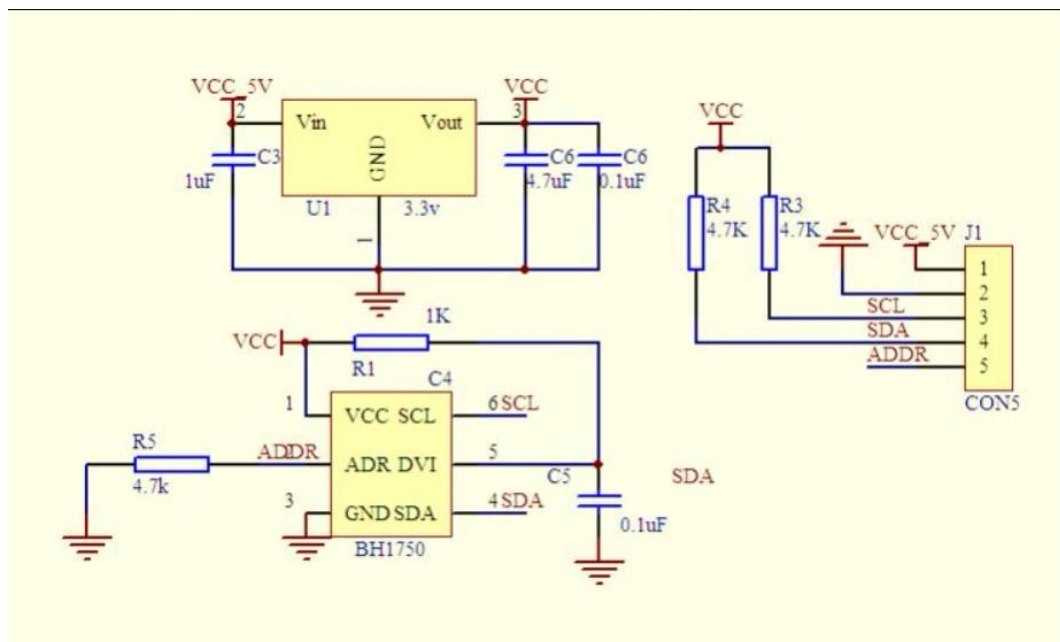 VCC_5V
2
Vin
Vout
GND
U1
3.3v
1
C3
1uF
VCC
3
C6
4.7uF
C6
0.1uF
VCC
R4
4.7K
R3
4.7K
VCC_5V
J1
1
2
SCL
3
SDA
4
ADDR
5
CON5
VCC
1K
R1
C4
1
VCC SCL
6
SCL
R5
4.7k
ADDR
2
ADR DVI
5
C5
0.1uF
SDA
3
GND SDA
4
SDA
BH1750